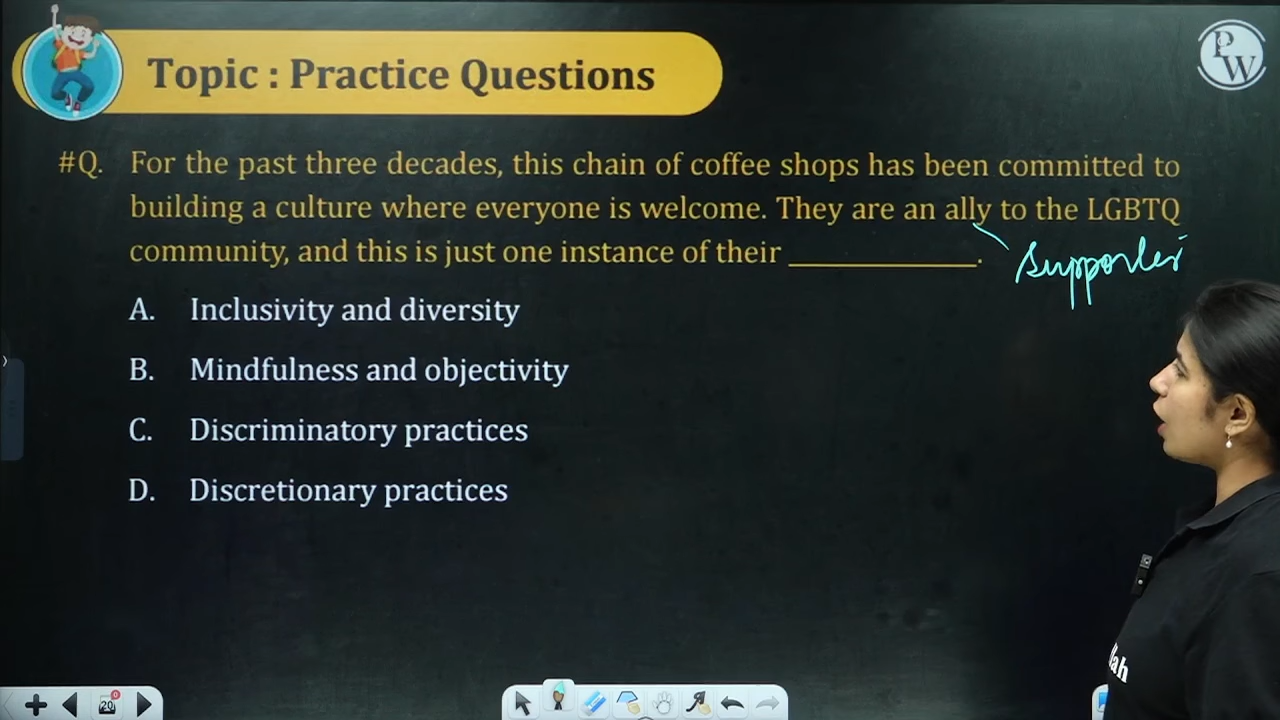 Topic : Practice Questions
PW
#Q. For the past three decades, this chain of coffee shops has been committed to
building a culture where everyone is welcome. They are an ally to the LGBTQ
community, and this is just one instance of their ____________.
supporter
A. Inclusivity and diversity
B. Mindfulness and objectivity
C. Discriminatory practices
D. Discretionary practices
lah
20
0